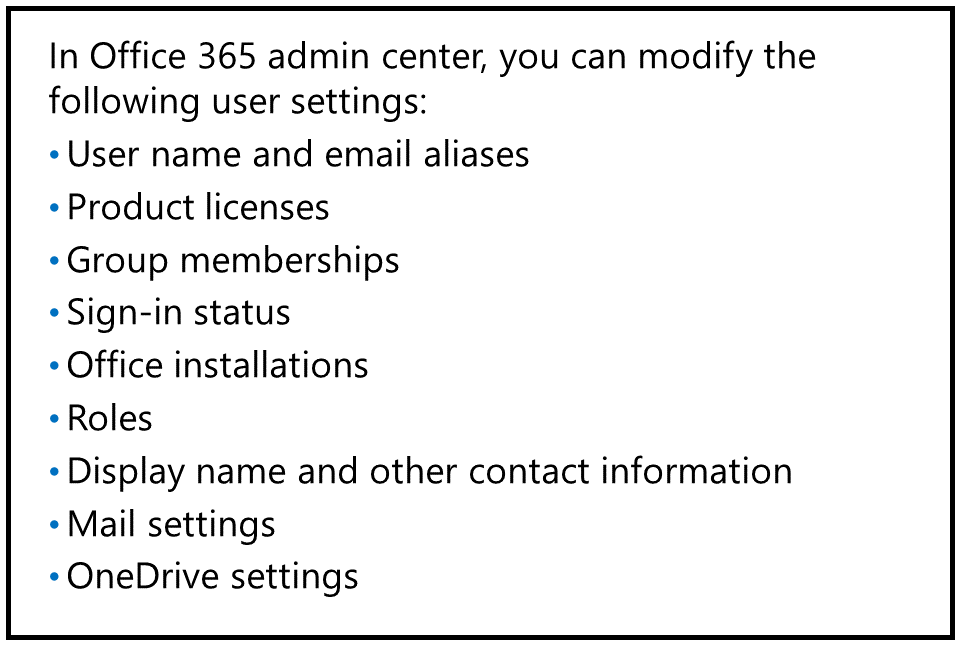 In Office 365 admin center, you can modify the
following user settings:
• User name and email aliases
• Product licenses
• Group memberships
• Sign-in status
• Office installations
• Roles
• Display name and other contact information
• Mail settings
• OneDrive settings